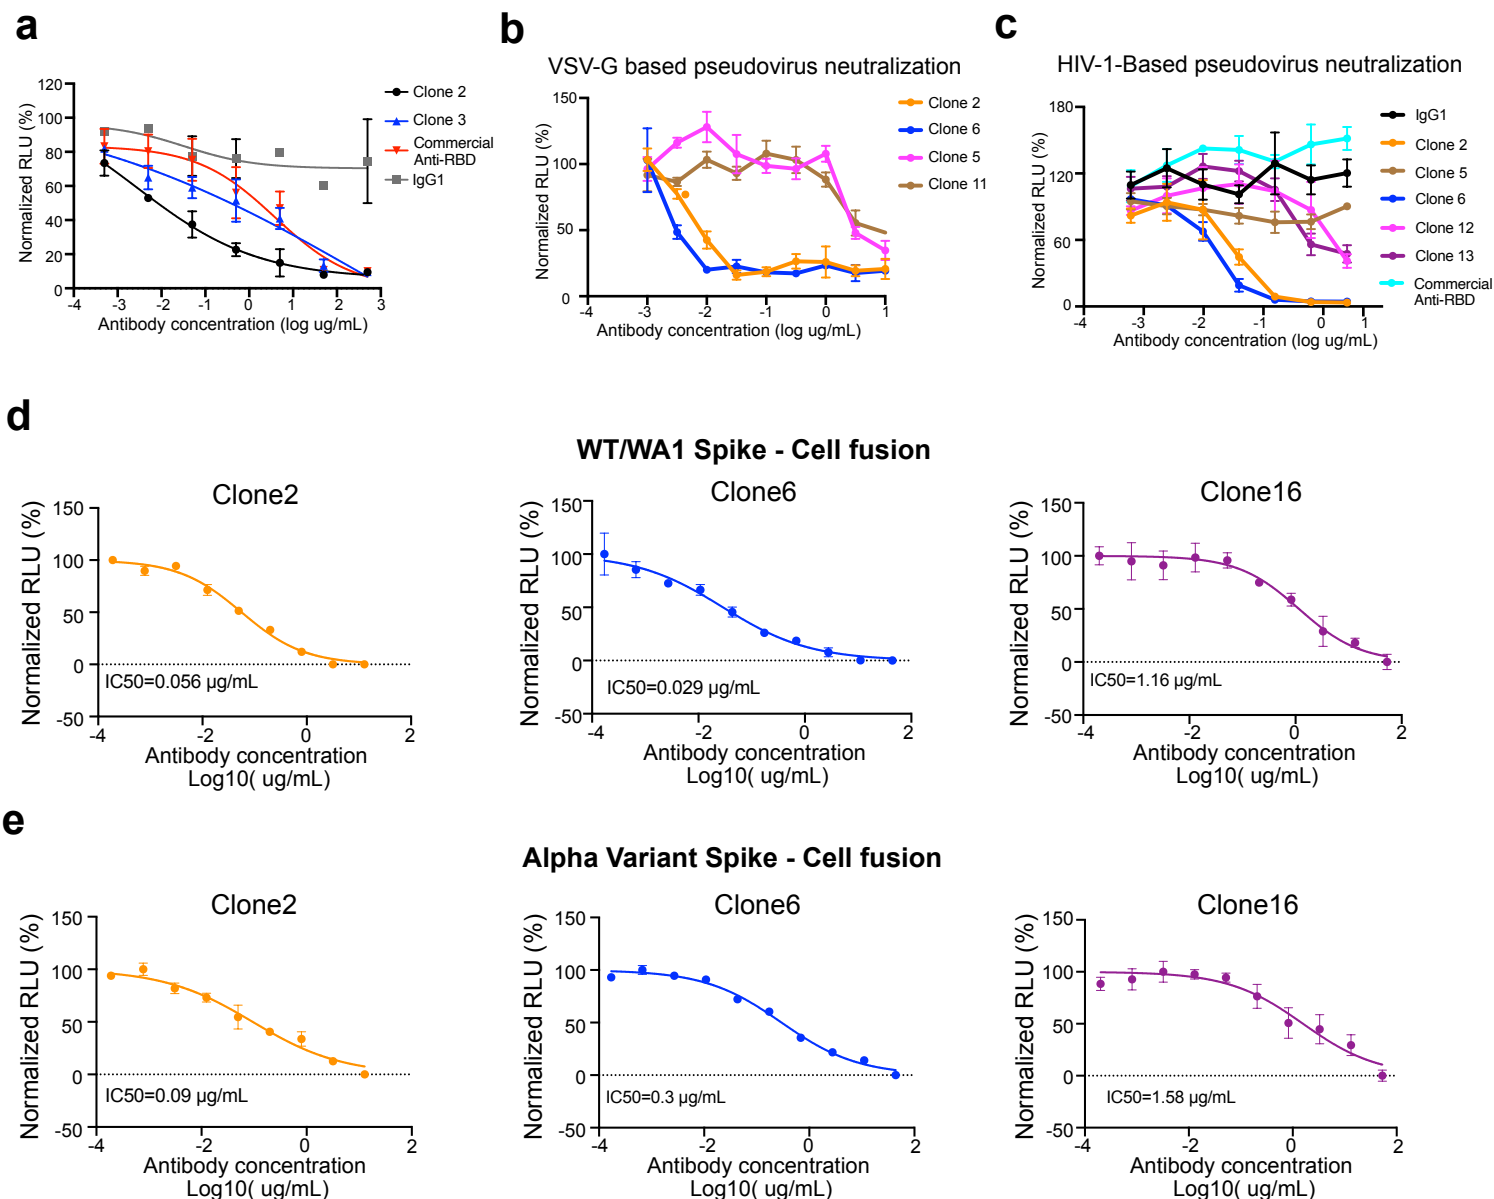 a
Normalized RLU (%)
120
100
80
60
40
20
0
-4 -3 -2 -1 0 1 2 3
Antibody concentration (log ug/mL)
Clone 2
Clone 3
Commercial
Anti-RBD
IgG1
b
VSV-G based pseudovirus neutralization
Normalized RLU (%)
150
100
50
0
-4 -3 -2 -1 0 1
Antibody concentration (log ug/mL)
Clone 2
Clone 6
Clone 5
Clone 11
c
HIV-1-Based pseudovirus neutralization
Normalized RLU (%)
180
120
60
0
-4 -3 -2 -1 0 1
Antibody concentration (log ug/mL)
IgG1
Clone 2
Clone 5
Clone 6
Clone 12
Clone 13
Commercial
Anti-RBD
d
WT/WA1 Spike - Cell fusion
Clone2
Normalized RLU (%)
150
100
50
0
-50
IC50=0.056 µg/mL
-4 -2 0 2
Antibody concentration
Log10( ug/mL)
Clone6
Normalized RLU (%)
150
100
50
0
-50
IC50=0.029 µg/mL
-4 -2 0 2
Antibody concentration
Log10( ug/mL)
Clone16
Normalized RLU (%)
150
100
50
0
-50
IC50=1.16 µg/mL
-4 -2 0 2
Antibody concentration
Log10( ug/mL)
e
Alpha Variant Spike - Cell fusion
Clone2
Normalized RLU (%)
150
100
50
0
-50
IC50=0.09 µg/mL
-4 -2 0 2
Antibody concentration
Log10( ug/mL)
Clone6
Normalized RLU (%)
150
100
50
0
-50
IC50=0.3 µg/mL
-4 -2 0 2
Antibody concentration
Log10( ug/mL)
Clone16
Normalized RLU (%)
150
100
50
0
-50
IC50=1.58 µg/mL
-4 -2 0 2
Antibody concentration
Log10( ug/mL)